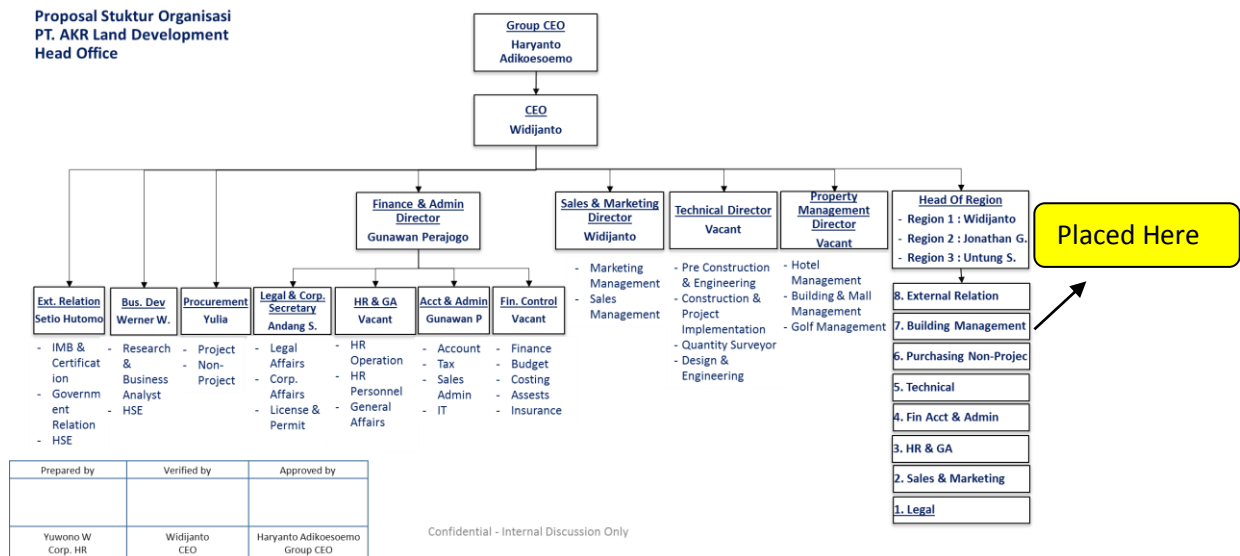 Proposal Stuktur Organisasi
PT. AKR Land Development
Head Office
Group CEO
Haryanto
Adikoesoemo
CEO
Widijanto
Finance & Admin
Director
Gunawan Perajogo
Sales & Marketing
Director
Widijanto
Technical Director
Vacant
Property
Management
Director
Vacant
Head Of Region
- Region 1 : Widijanto
- Region 2 : Jonathan G.
- Region 3 : Untung S.
Placed Here
- Marketing
Management
- Sales
Management
- Pre Construction
& Engineering
- Construction &
Project
Implementation
- Quantity Surveyor
- Design &
Engineering
- Hotel
Management
- Building & Mall
Management
- Golf Management
Ext. Relation
Setio Hutomo
Bus. Dev
Werner W.
Procurement
Yulia
Legal & Corp.
Secretary
Andang S.
HR & GA
Vacant
Acct & Admin
Gunawan P
Fin. Control
Vacant
- IMB &
Certificat
ion
- Governm
ent
Relation
- HSE
- Research
&
Business
Analyst
- HSE
- Project
- Non-
Project
- Legal
Affairs
- Corp.
Affairs
- License &
Permit
- HR
Operation
- HR
Personnel
- General
Affairs
- Account
- Tax
- Sales
Admin
- IT
- Finance
- Budget
- Costing
- Assests
- Insurance
8. External Relation
7. Building Management
6. Purchasing Non-Projec
5. Technical
4. Fin Acct & Admin
3. HR & GA
2. Sales & Marketing
1. Legal
Prepared by
Verified by
Approved by
Yuwono W
Corp. HR
Widijanto
CEO
Haryanto Adikoesoemo
Group CEO
Confidential - Internal Discussion Only